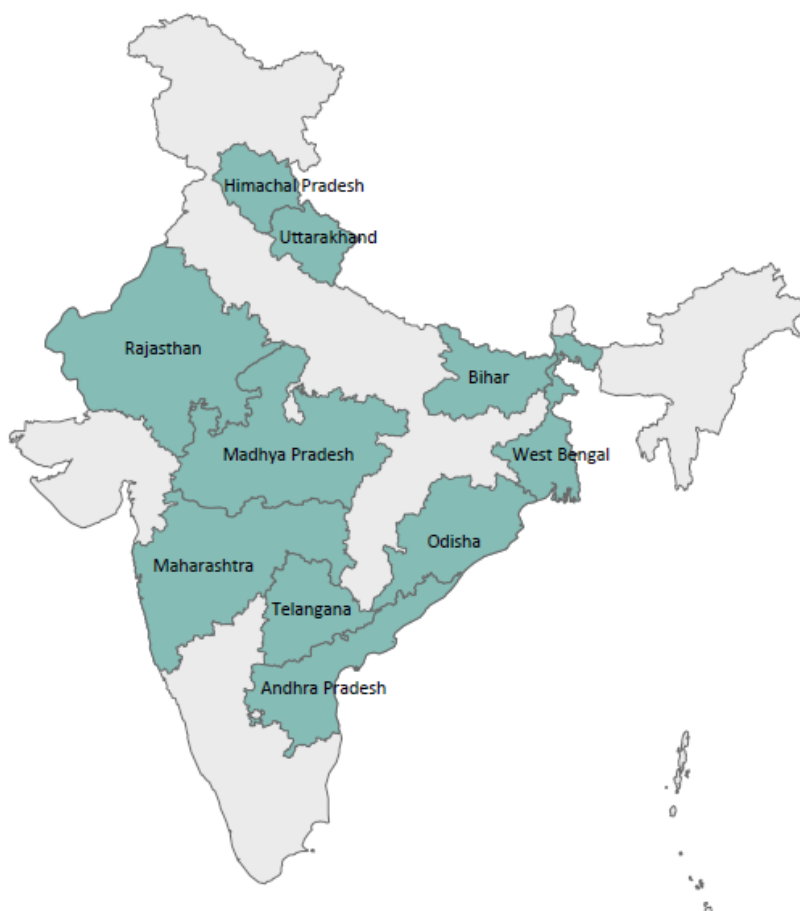 Himachal Pradesh
Uttarakhand
Rajasthan
Bihar
Madhya Pradesh
West Bengal
Odisha
Maharashtra
Telangana
Andhra Pradesh